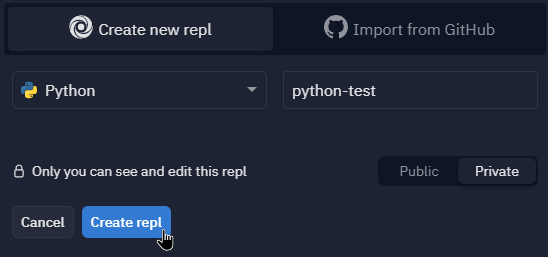 Create new repl
Import from GitHub
Python
python-test
Only you can see and edit this repl
Public
Private
Cancel
Create repl